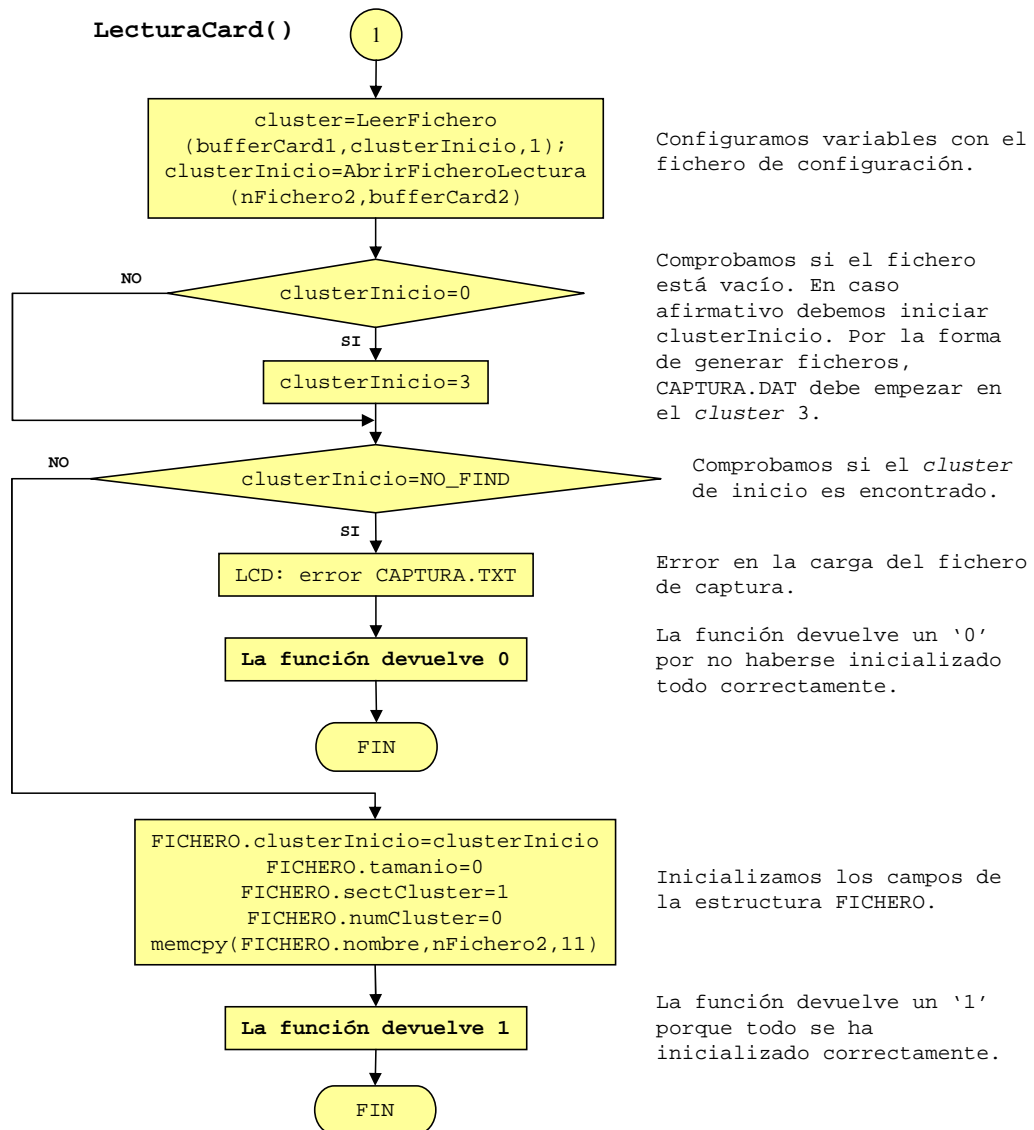 LecturaCard()
1
cluster=LeerFichero
(bufferCard1,clusterInicio,1);
clusterInicio=AbrirFicheroLectura
(nFichero2,bufferCard2)
Configuramos variables con el
fichero de configuración.
NO
clusterInicio=0
SI
clusterInicio=3
Comprobamos si el fichero
está vacío. En caso
afirmativo debemos iniciar
clusterInicio. Por la forma
de generar ficheros,
CAPTURA.DAT debe empezar en
el cluster 3.
NO
clusterInicio=NO_FIND
SI
Comprobamos si el cluster
de inicio es encontrado.
LCD: error CAPTURA.TXT
Error en la carga del fichero
de captura.
La función devuelve 0
La función devuelve un ‘0’
por no haberse inicializado
todo correctamente.
FIN
FICHERO.clusterInicio=clusterInicio
FICHERO.tamanio=0
FICHERO.sectCluster=1
FICHERO.numCluster=0
memcpy(FICHERO.nombre,nFichero2,11)
Inicializamos los campos de
la estructura FICHERO.
La función devuelve 1
La función devuelve un ‘1’
porque todo se ha
inicializado correctamente.
FIN